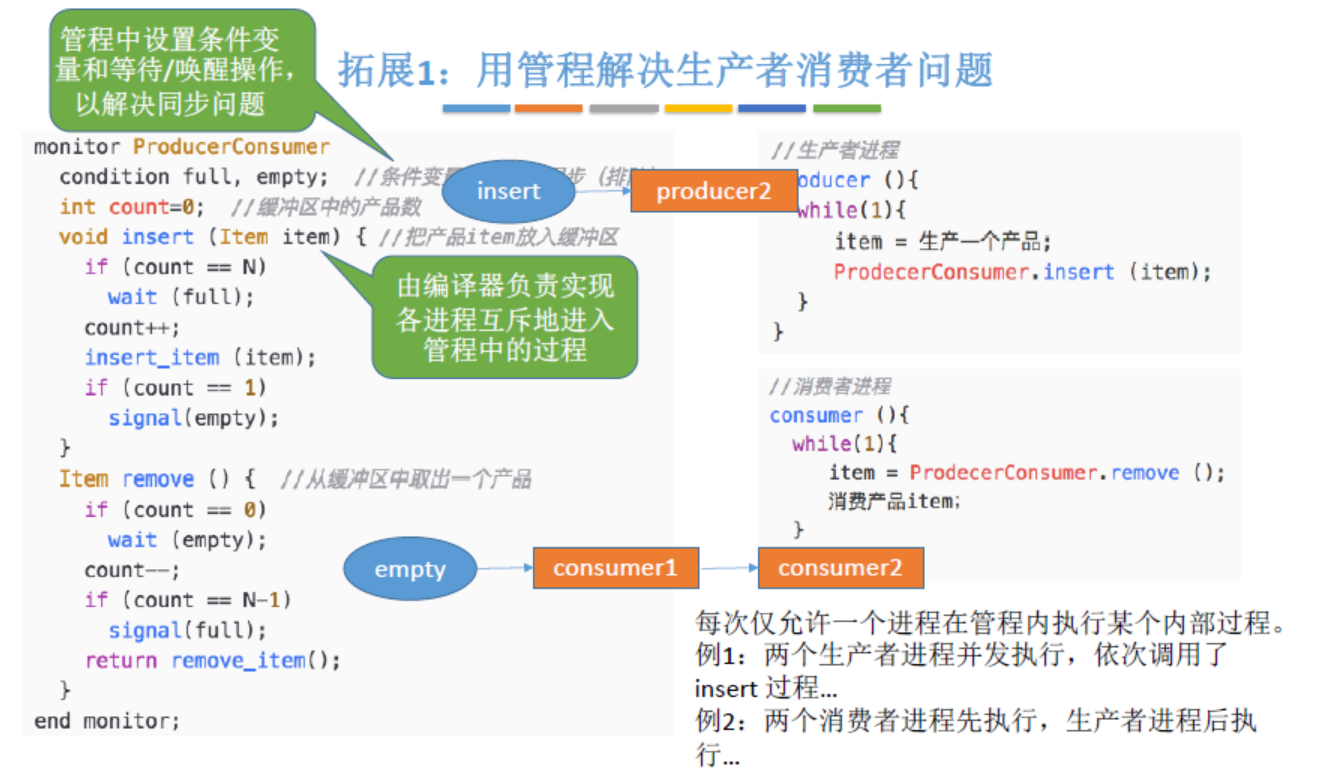 管程中设置条件变
量和等待/唤醒操作，
以解决同步问题
拓展1：用管程解决生产者消费者问题
monitor ProducerConsumer
condition full, empty; //条件变量
步（排
int count=0; //缓冲区中的产品数
void insert (Item item) { //把产品item放入缓冲区
if (count == N)
wait (full);
count++;
insert_item (item);
if (count == 1)
signal(empty);
}
Item remove () { //从缓冲区中取出一个产品
if (count == 0)
wait (empty);
count--;
if (count == N-1)
signal(full);
return remove_item();
}
end monitor;
insert
producer2
由编译器负责实现
各进程互斥地进入
管程中的过程
empty
consumer1
consumer2
//生产者进程
oducer (){
while(1){
item = 生产一个产品;
ProdecerConsumer.insert (item);
}
}
//消费者进程
consumer (){
while(1){
item = ProdecerConsumer.remove ();
消费产品item;
}
每次仅允许一个进程在管程内执行某个内部过程。
例1：两个生产者进程并发执行，依次调用了
insert 过程…
例2：两个消费者进程先执行，生产者进程后执
行…